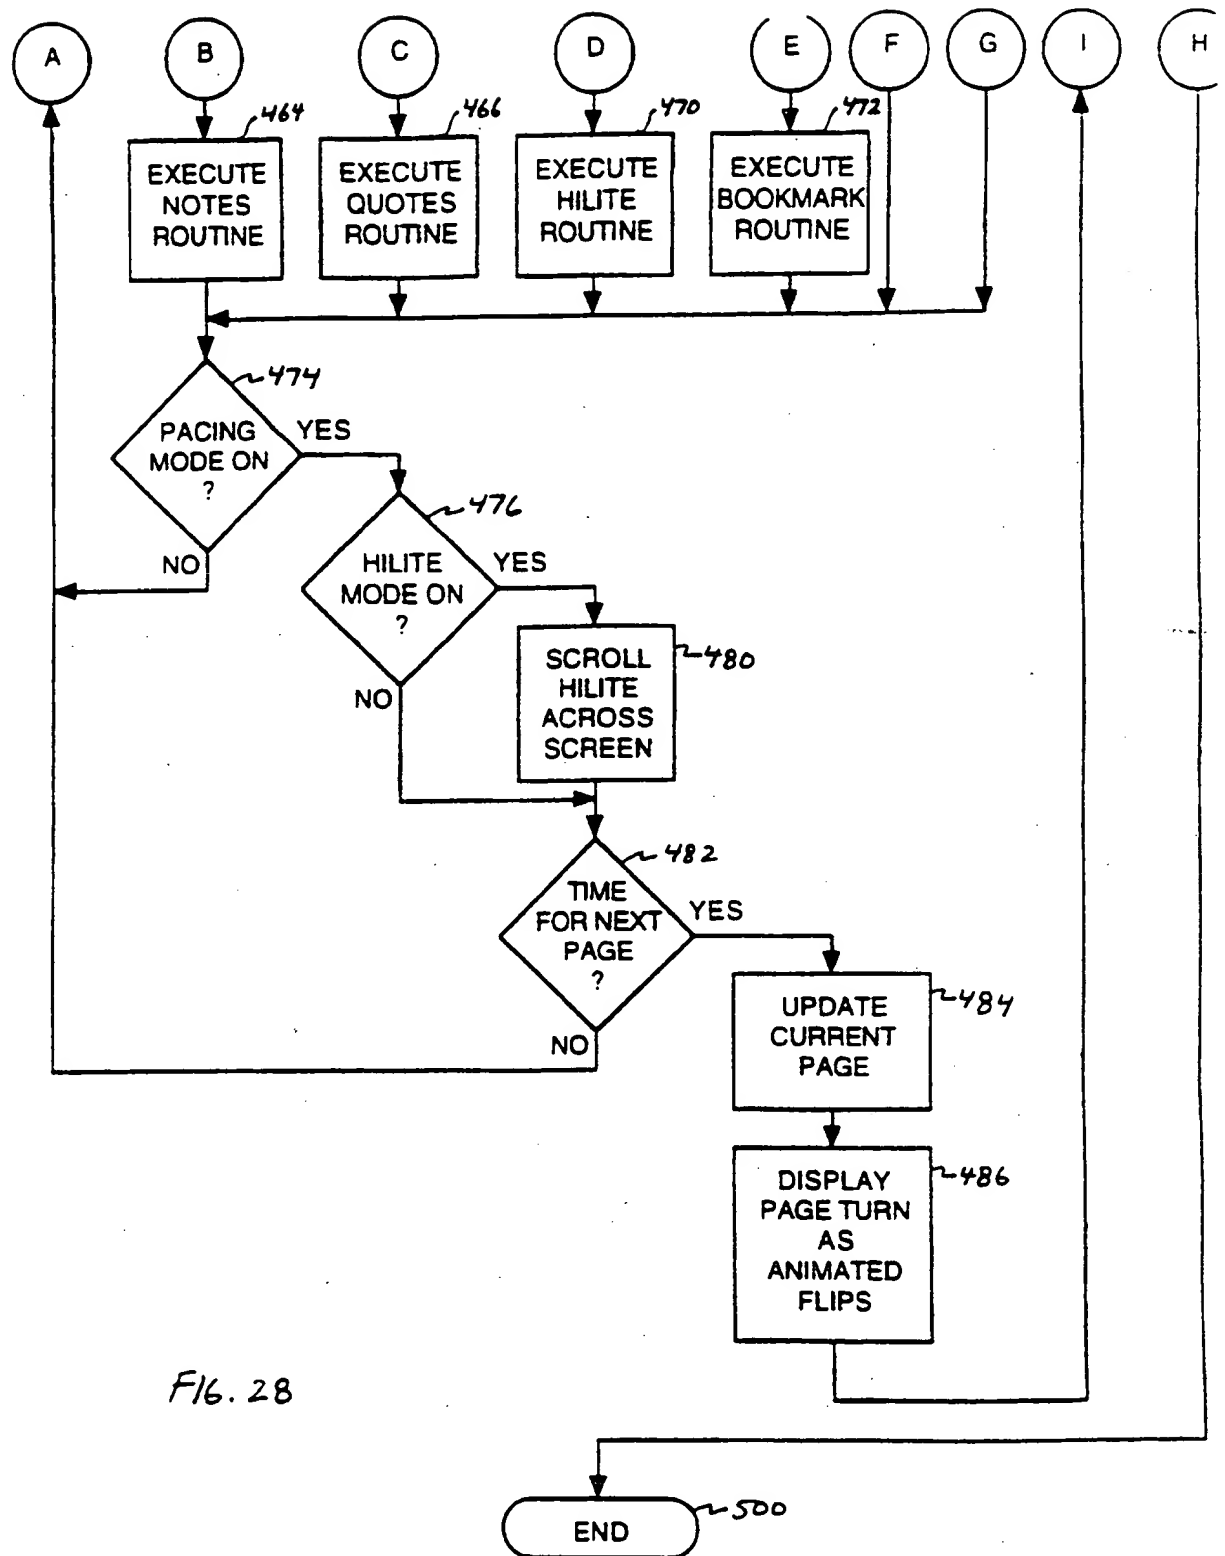 A B C D E F G I H
464 466 470 472
EXECUTE
NOTES
ROUTINE
EXECUTE
QUOTES
ROUTINE
EXECUTE
HILITE
ROUTINE
EXECUTE
BOOKMARK
ROUTINE
474
PACING
MODE ON
?
YES
NO
476
HILITE
MODE ON
?
YES
NO
480
SCROLL
HILITE
ACROSS
SCREEN
482
TIME
FOR NEXT
PAGE
?
YES
NO
484
UPDATE
CURRENT
PAGE
486
DISPLAY
PAGE TURN
AS
ANIMATED
FLIPS
FIG. 28
500
END